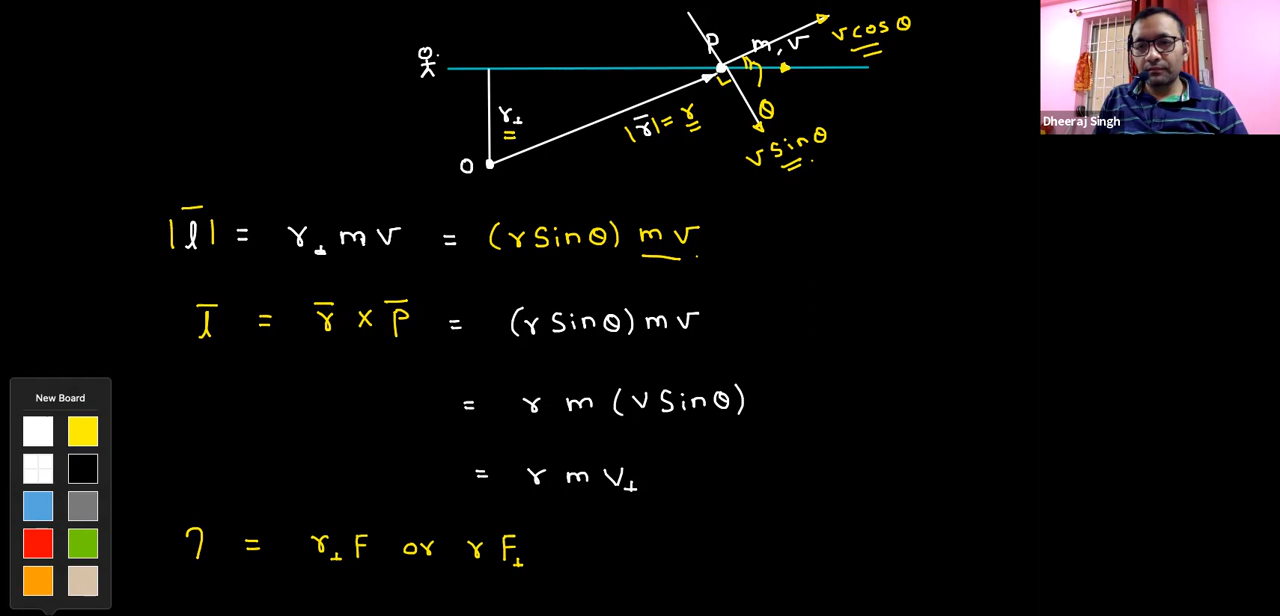 P
m, v
v cos θ
r⊥
|r̄| = r
θ
v sin θ
O
Dheeraj Singh
|l̄| = r⊥ m v = (r sin θ) m v
l̄ = r̄ × p̄ = (r sin θ) m v
= r m (v sin θ)
= r m v⊥
New Board
τ = r⊥ F or r F⊥